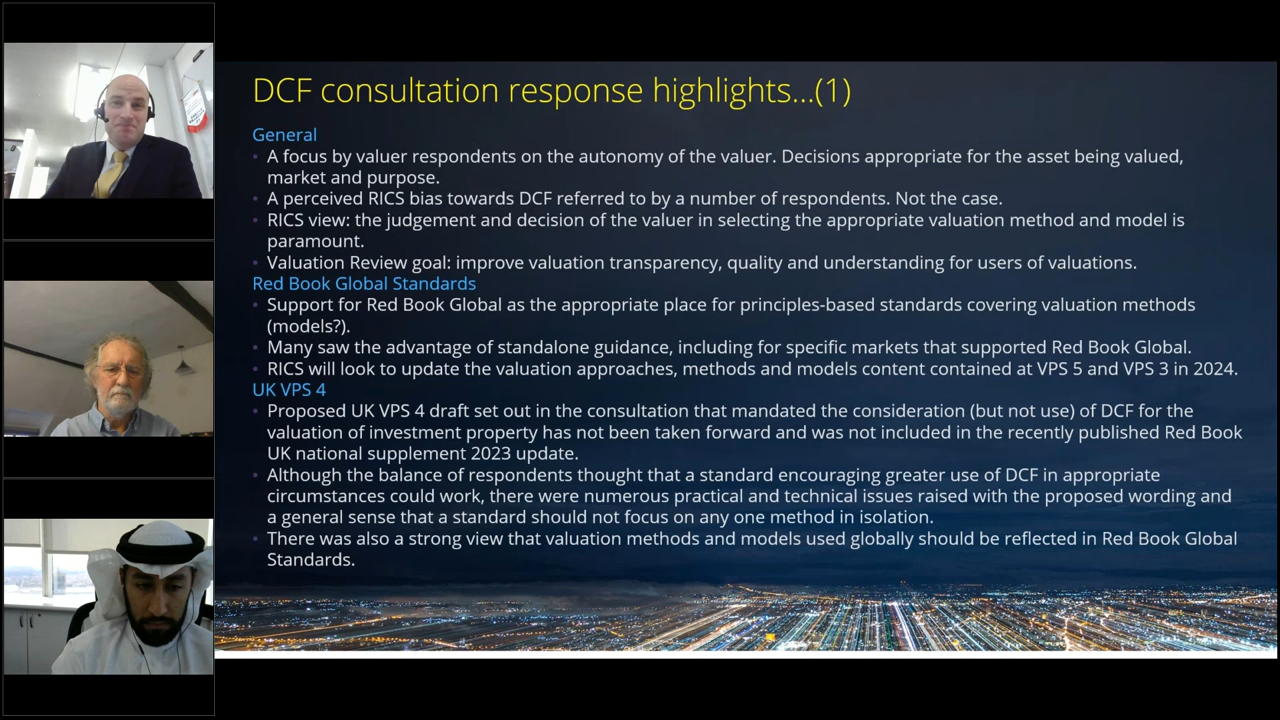 DCF consultation response highlights...(1)
General
A focus by valuer respondents on the autonomy of the valuer. Decisions appropriate for the asset being valued,
market and purpose.
A perceived RICS bias towards DCF referred to by a number of respondents. Not the case.
RICS view: the judgement and decision of the valuer in selecting the appropriate valuation method and model is
paramount.
Valuation Review goal: improve valuation transparency, quality and understanding for users of valuations.
Red Book Global Standards
Support for Red Book Global as the appropriate place for principles-based standards covering valuation methods
(models?).
Many saw the advantage of standalone guidance, including for specific markets that supported Red Book Global.
RICS will look to update the valuation approaches, methods and models content contained at VPS 5 and VPS 3 in 2024.
UK VPS 4
Proposed UK VPS 4 draft set out in the consultation that mandated the consideration (but not use) of DCF for the
valuation of investment property has not been taken forward and was not included in the recently published Red Book
UK national supplement 2023 update.
Although the balance of respondents thought that a standard encouraging greater use of DCF in appropriate
circumstances could work, there were numerous practical and technical issues raised with the proposed wording and
a general sense that a standard should not focus on any one method in isolation.
There was also a strong view that valuation methods and models used globally should be reflected in Red Book Global
Standards.